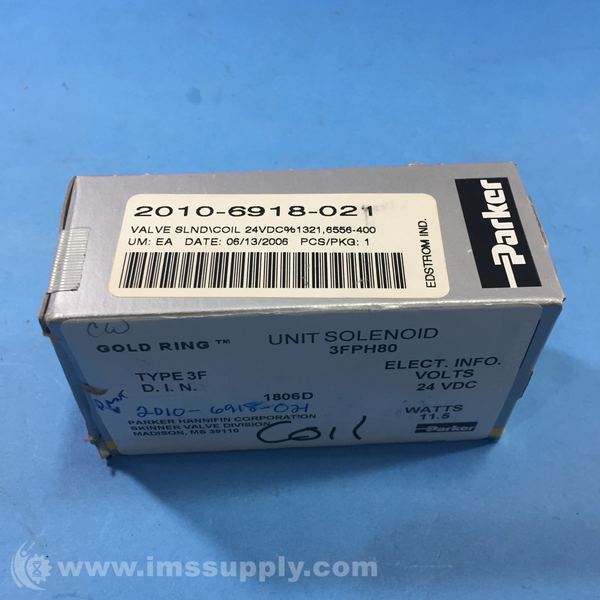 2010-6918-021
VALVE SLND\COIL 24VDC%1321,6556-400
UM: EA DATE: 06/13/2006 PCS/PKG: 1
EDSTROM IND.
Parker
CW
GOLD RING™
UNIT SOLENOID
3FPH80
TYPE 3F
D. I. N.
1806D
ELECT. INFO.
VOLTS
24 VDC
WATTS
11.5
Parker
2010-6918-021
PARKER HANNIFIN CORPORATION
SKINNER VALVE DIVISION
MADISON, MS 39110
Coil
www.imssupply.com